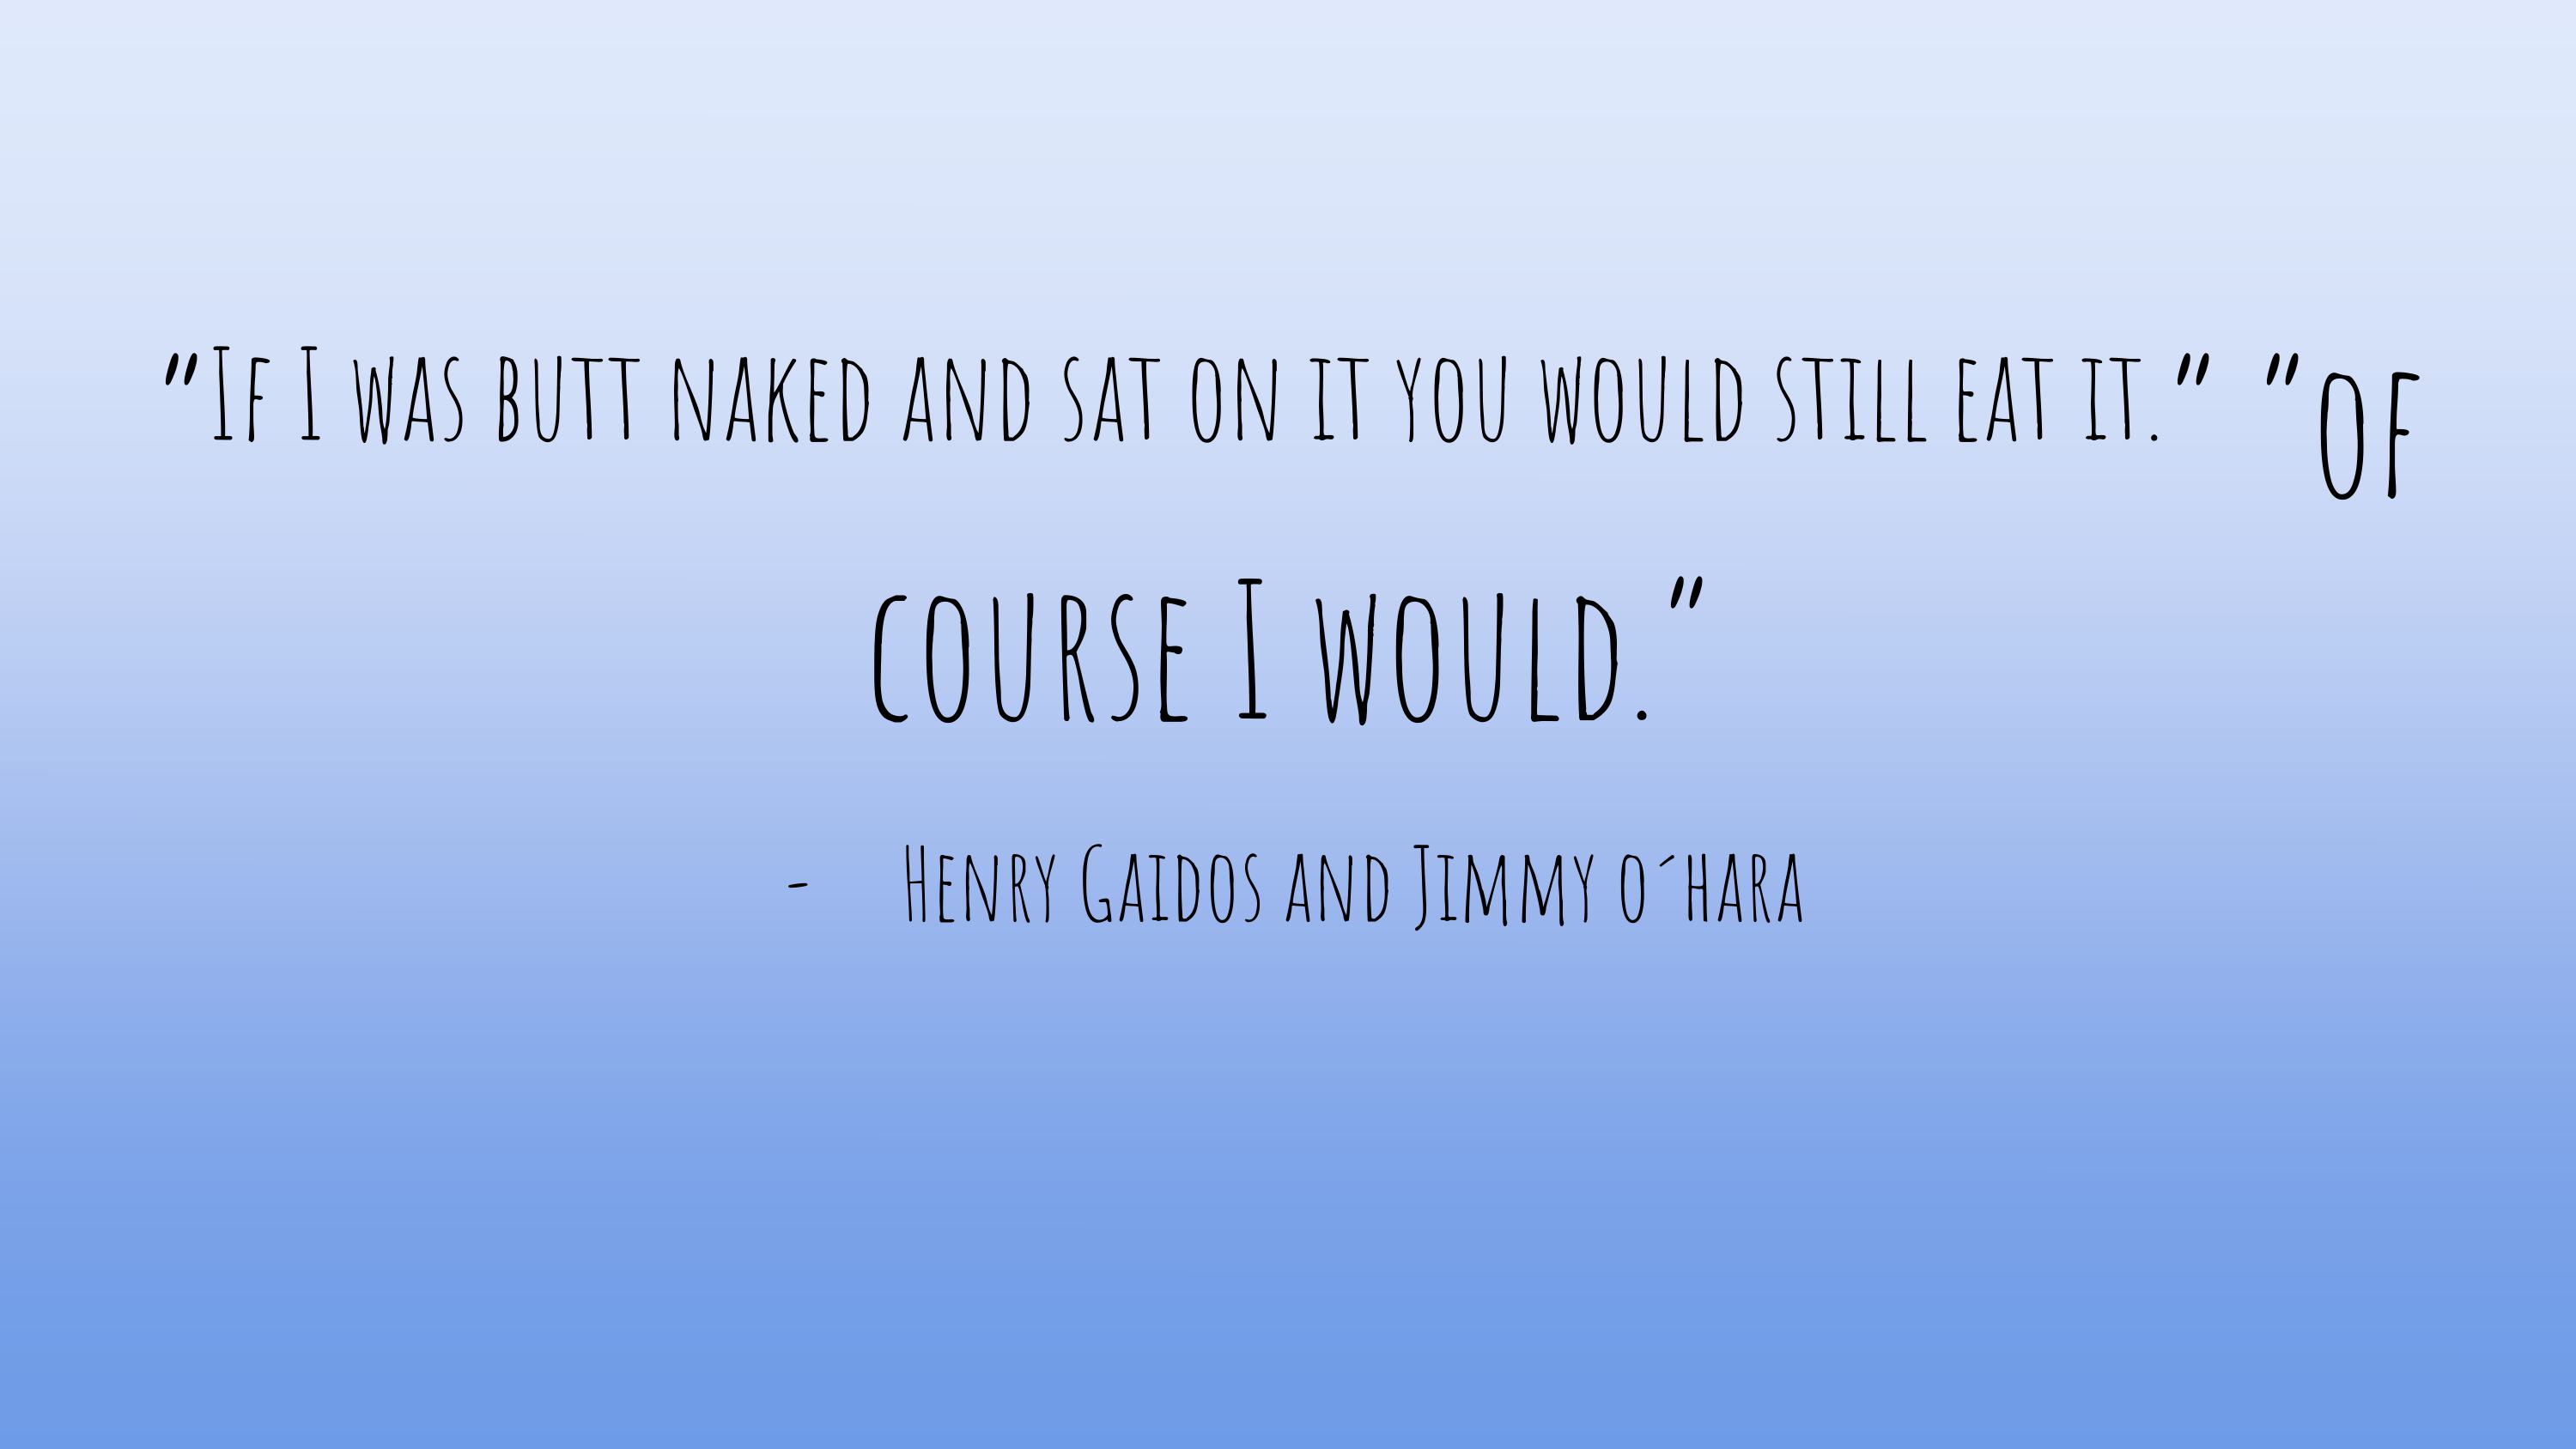 "If I was butt naked and sat on it you would still eat it." "of
course I would."
- Henry Gaidos and Jimmy o´hara